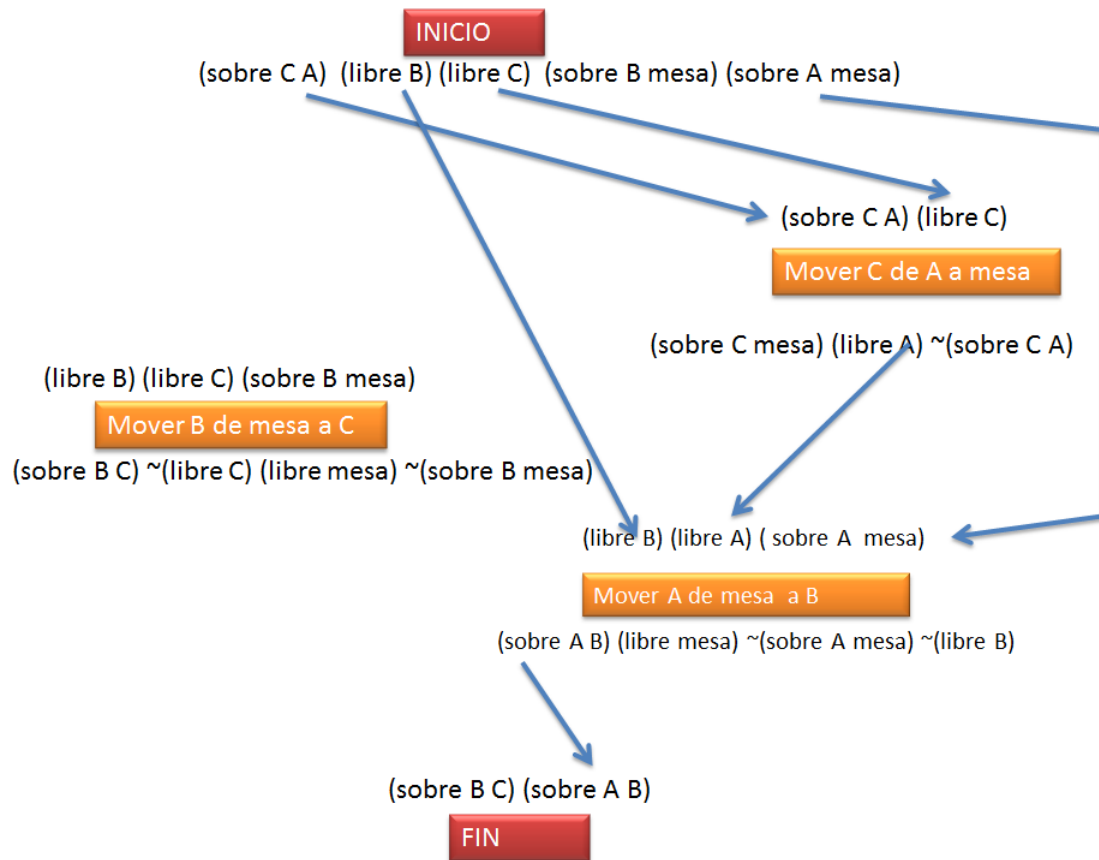 INICIO
(sobre C A) (libre B) (libre C) (sobre B mesa) (sobre A mesa)
(sobre C A) (libre C)
Mover C de A a mesa
(sobre C mesa) (libre A) ~(sobre C A)
(libre B) (libre C) (sobre B mesa)
Mover B de mesa a C
(sobre B C) ~(libre C) (libre mesa) ~(sobre B mesa)
(libre B) (libre A) ( sobre A mesa)
Mover A de mesa a B
(sobre A B) (libre mesa) ~(sobre A mesa) ~(libre B)
(sobre B C) (sobre A B)
FIN